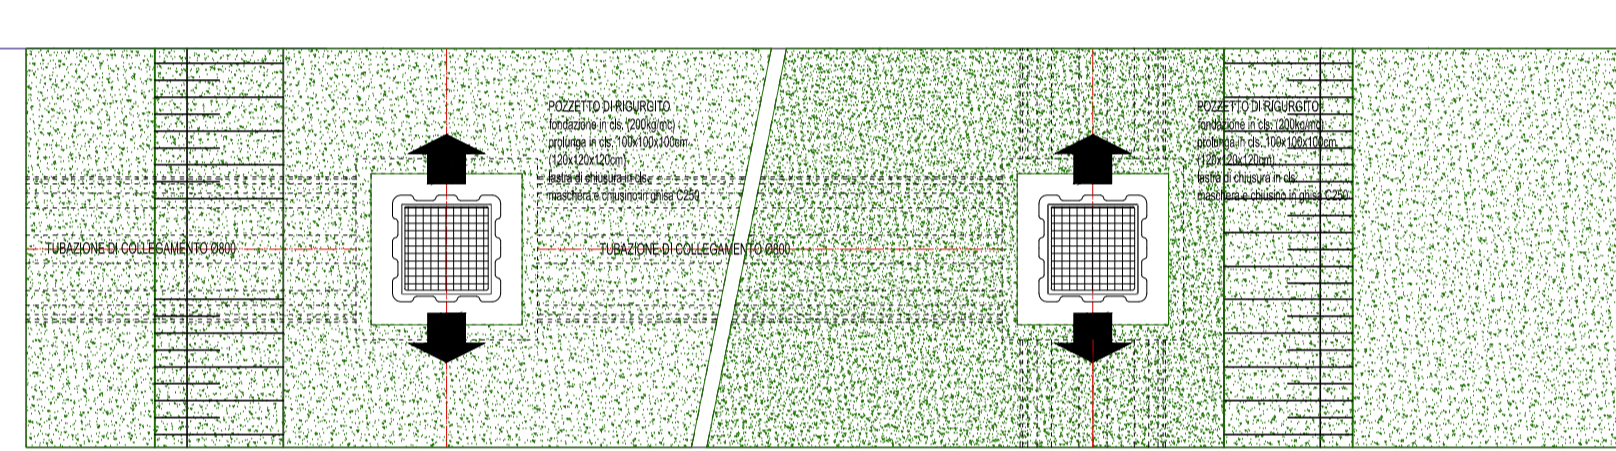 POZZETTO DI RIGURGITO
fondazione in cls. (200kg/mc)
prolunga in cls. 100x100x100cm
(120x120x120cm)
lastra di chiusura in cls.
maschera e chiusino in ghisa C250
POZZETTO DI RIGURGITO
fondazione in cls. (200kg/mc)
prolunga in cls. 100x100x100cm
(120x120x120cm)
lastra di chiusura in cls.
maschera e chiusino in ghisa C250
TUBAZIONE DI COLLEGAMENTO Ø800
TUBAZIONE DI COLLEGAMENTO Ø800